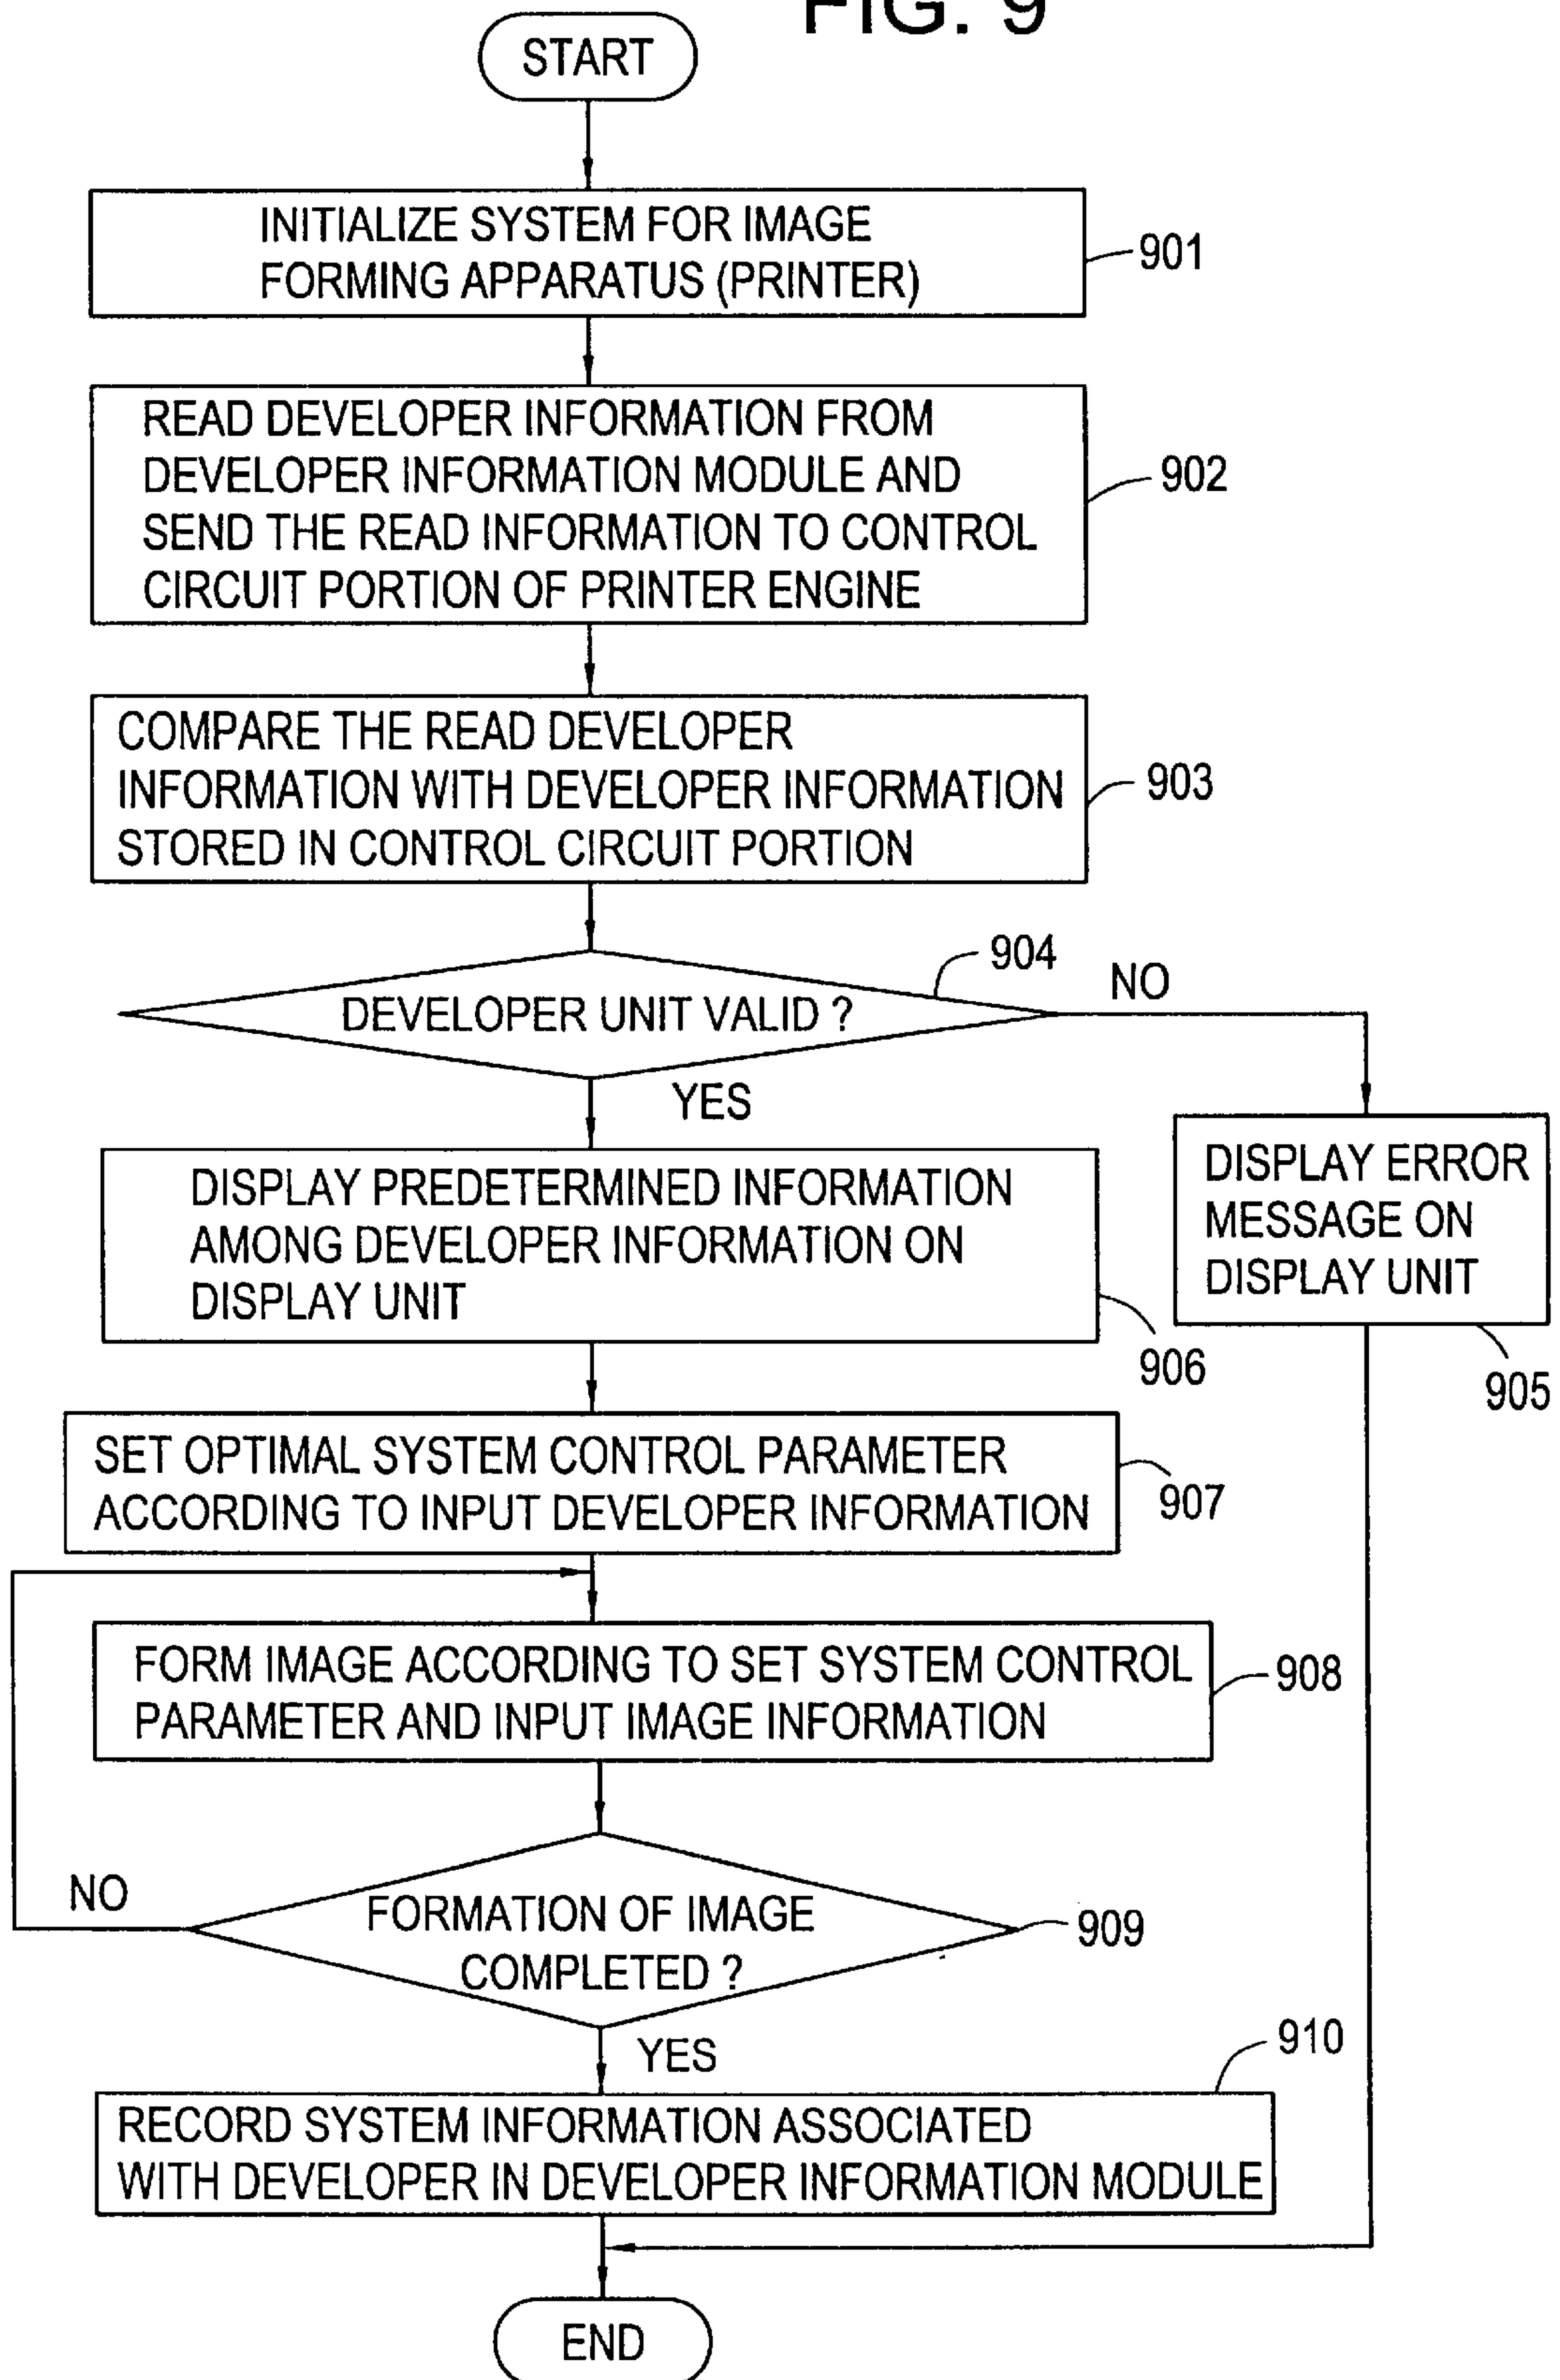 FIG. 9
START
INITIALIZE SYSTEM FOR IMAGE
FORMING APPARATUS (PRINTER)
901
READ DEVELOPER INFORMATION FROM
DEVELOPER INFORMATION MODULE AND
SEND THE READ INFORMATION TO CONTROL
CIRCUIT PORTION OF PRINTER ENGINE
902
COMPARE THE READ DEVELOPER
INFORMATION WITH DEVELOPER INFORMATION
STORED IN CONTROL CIRCUIT PORTION
903
904
DEVELOPER UNIT VALID ?
NO
YES
DISPLAY ERROR
MESSAGE ON
DISPLAY UNIT
905
DISPLAY PREDETERMINED INFORMATION
AMONG DEVELOPER INFORMATION ON
DISPLAY UNIT
906
SET OPTIMAL SYSTEM CONTROL PARAMETER
ACCORDING TO INPUT DEVELOPER INFORMATION
907
FORM IMAGE ACCORDING TO SET SYSTEM CONTROL
PARAMETER AND INPUT IMAGE INFORMATION
908
NO
FORMATION OF IMAGE
COMPLETED ?
909
YES
910
RECORD SYSTEM INFORMATION ASSOCIATED
WITH DEVELOPER IN DEVELOPER INFORMATION MODULE
END